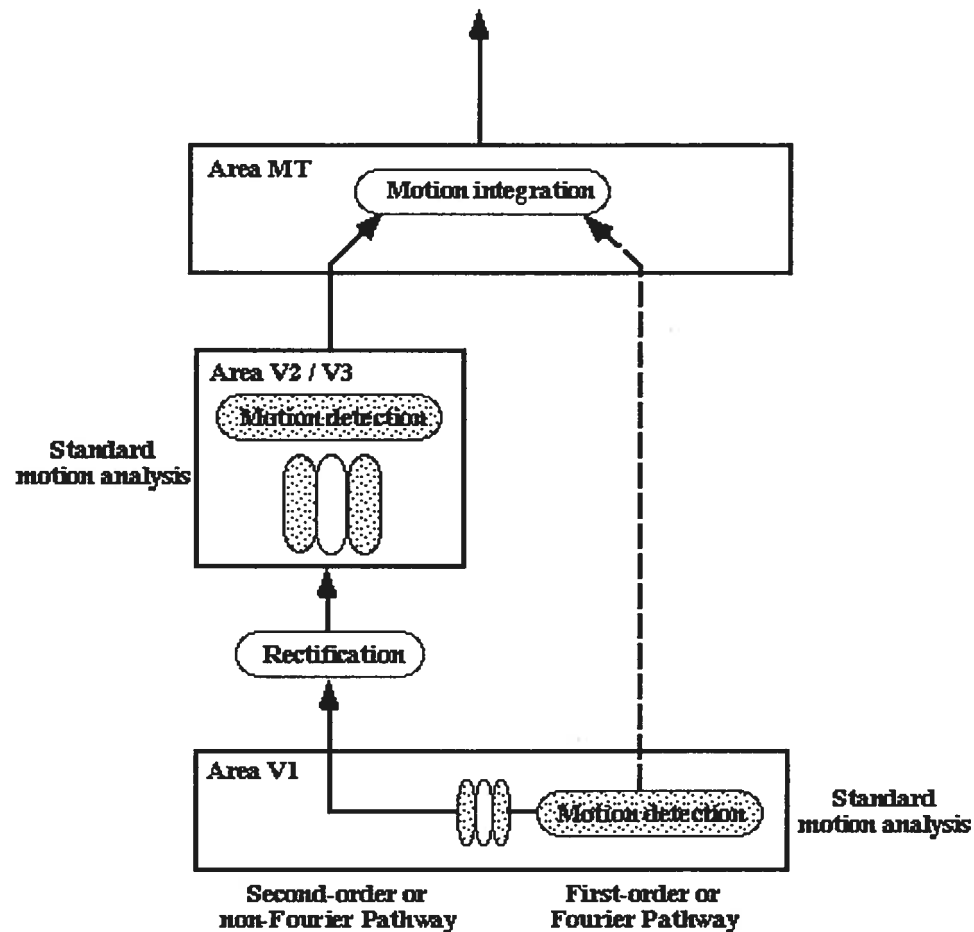 Area MT
Motion integration
Area V2 / V3
Motion detection
Standard
motion analysis
Rectification
Area V1
Motion detection
Standard
motion analysis
Second-order or
non-Fourier Pathway
First-order or
Fourier Pathway